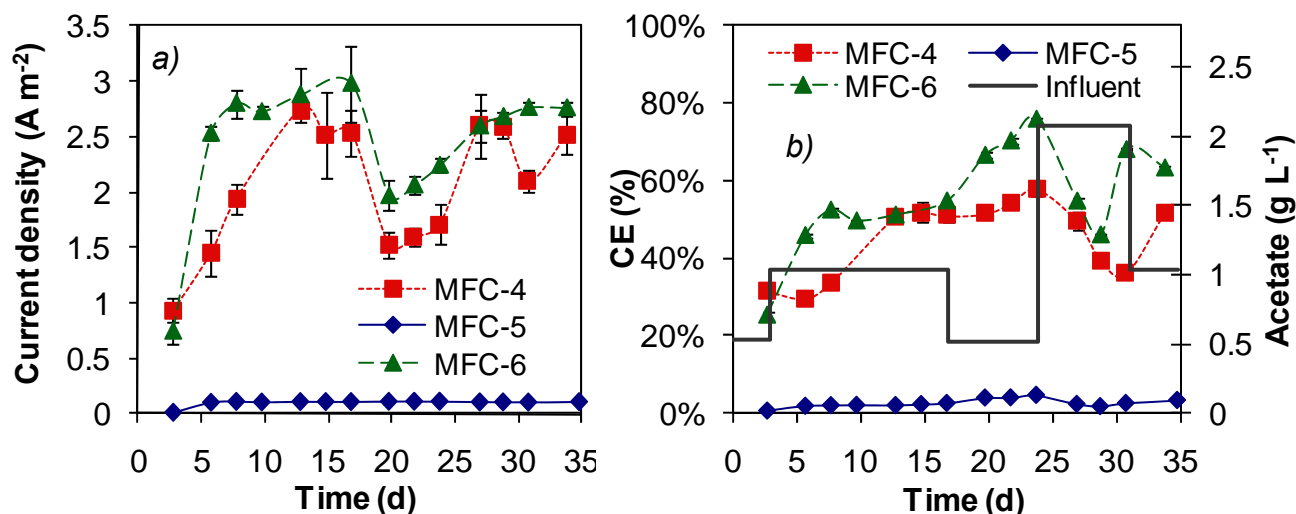 a)
Current density (A m-2)
3.5
3
2.5
2
1.5
1
0.5
0
MFC-4
MFC-5
MFC-6
0 5 10 15 20 25 30 35
Time (d)
b)
MFC-4 MFC-5
MFC-6 Influent
CE (%)
100%
80%
60%
40%
20%
0%
Acetate (g L-1)
2.5
2
1.5
1
0.5
0
0 5 10 15 20 25 30 35
Time (d)